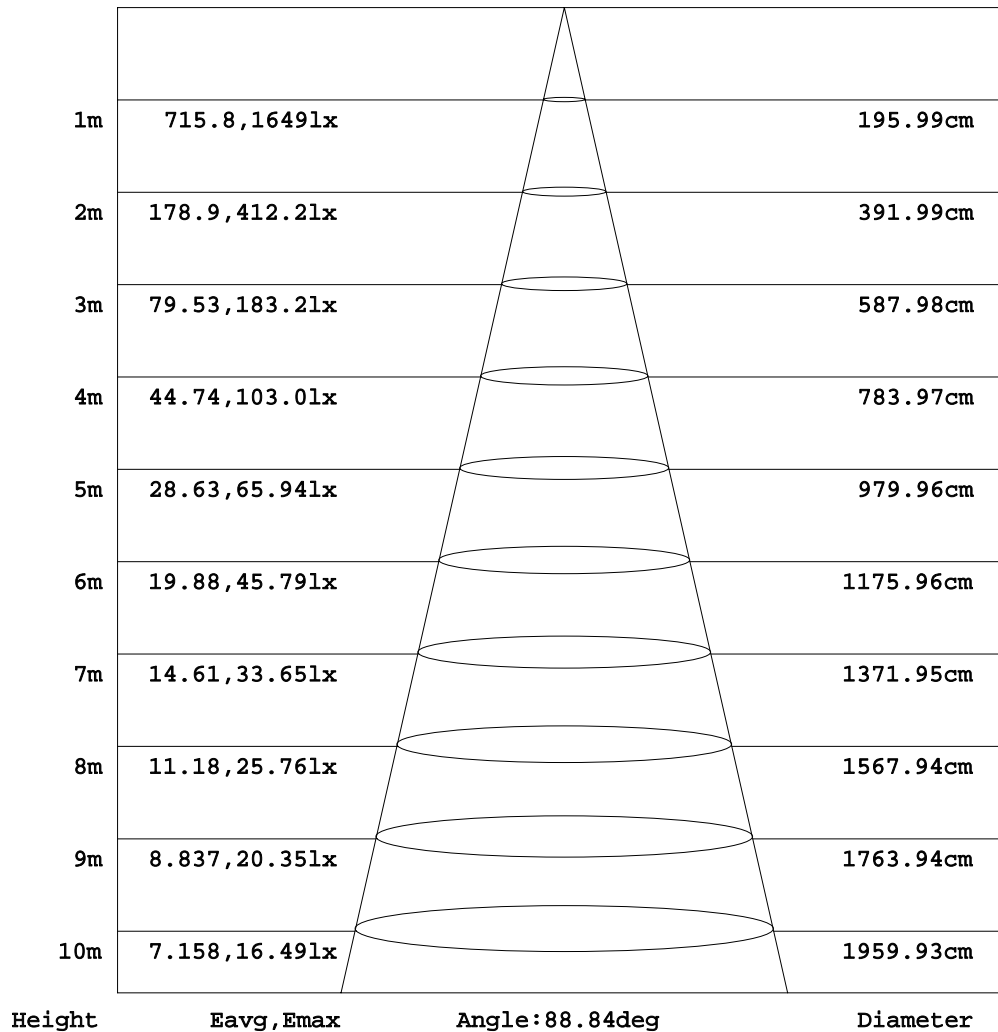 1m 715.8,1649lx 195.99cm
2m 178.9,412.2lx 391.99cm
3m 79.53,183.2lx 587.98cm
4m 44.74,103.0lx 783.97cm
5m 28.63,65.94lx 979.96cm
6m 19.88,45.79lx 1175.96cm
7m 14.61,33.65lx 1371.95cm
8m 11.18,25.76lx 1567.94cm
9m 8.837,20.35lx 1763.94cm
10m 7.158,16.49lx 1959.93cm
Height Eavg,Emax Angle:88.84deg Diameter